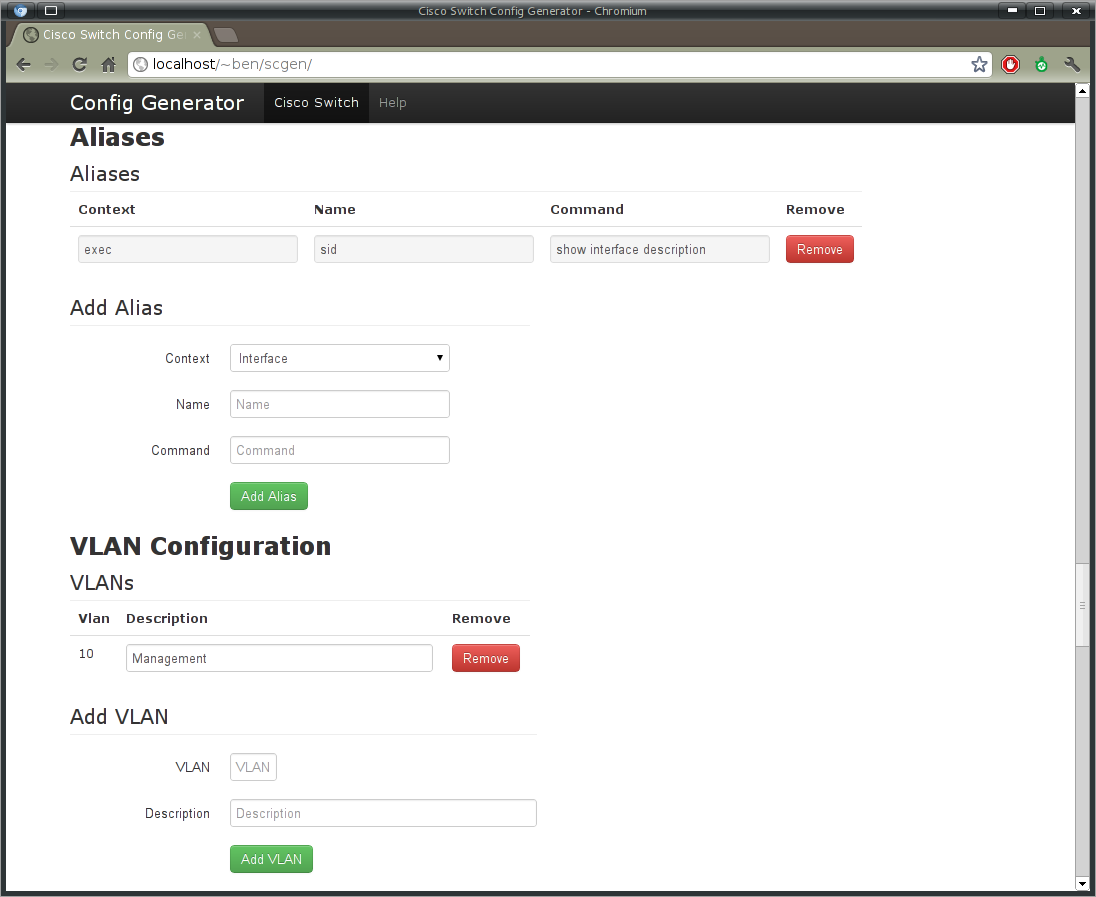 Cisco Switch Config Generator - Chromium
Cisco Switch Config Ge
localhost/~ben/scgen/
Config Generator Cisco Switch Help
Aliases
Aliases
Context Name Command Remove
exec sid show interface description Remove
Add Alias
Context Interface
Name Name
Command Command
Add Alias
VLAN Configuration
VLANs
Vlan Description Remove
10 Management Remove
Add VLAN
VLAN VLAN
Description Description
Add VLAN